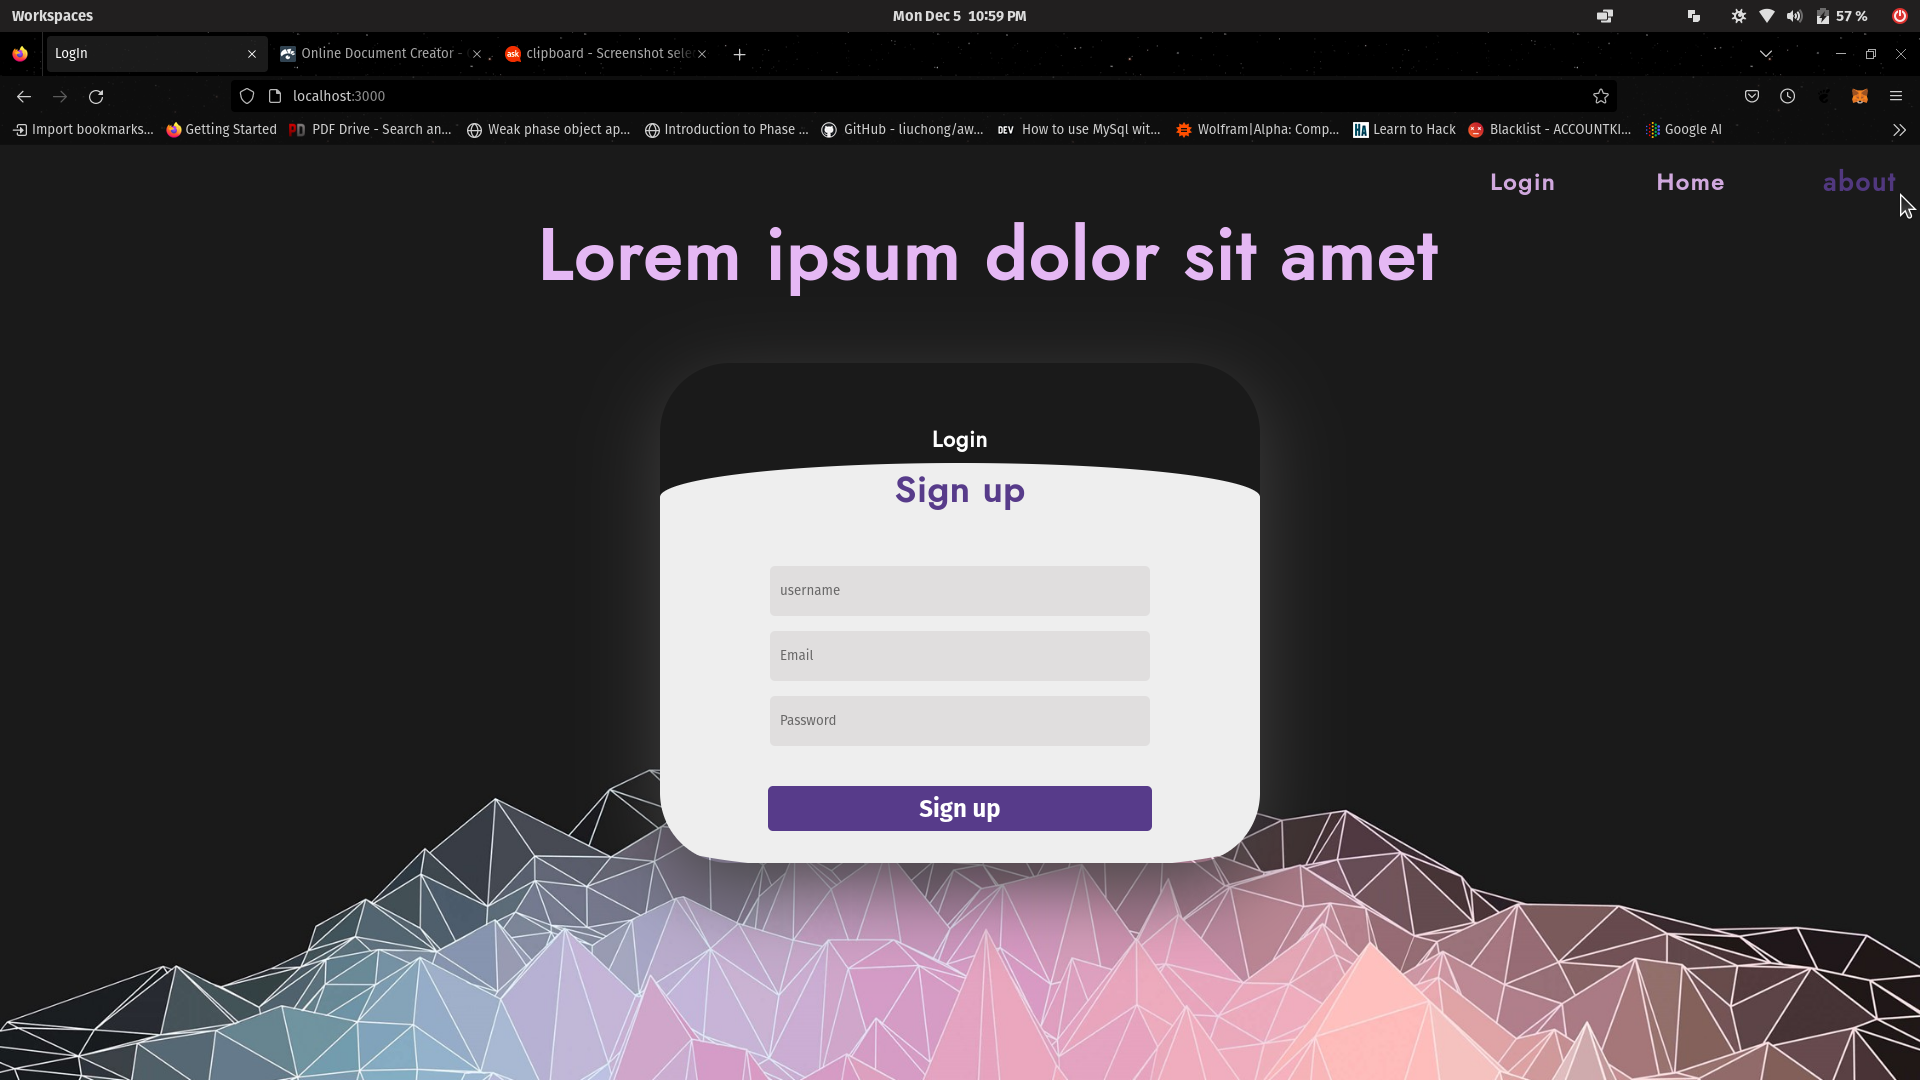 Workspaces
Mon Dec 5 10:59 PM
57 %
LogIn
Online Document Creator -
clipboard - Screenshot sele
localhost:3000
Import bookmarks...
Getting Started
PDF Drive - Search an...
Weak phase object ap...
Introduction to Phase ...
GitHub - liuchong/aw...
DEV
How to use MySql wit...
Wolfram|Alpha: Comp...
HA
Learn to Hack
Blacklist - ACCOUNTKI...
Google AI
Login
Home
about
Lorem ipsum dolor sit amet
Login
Sign up
username
Email
Password
Sign up